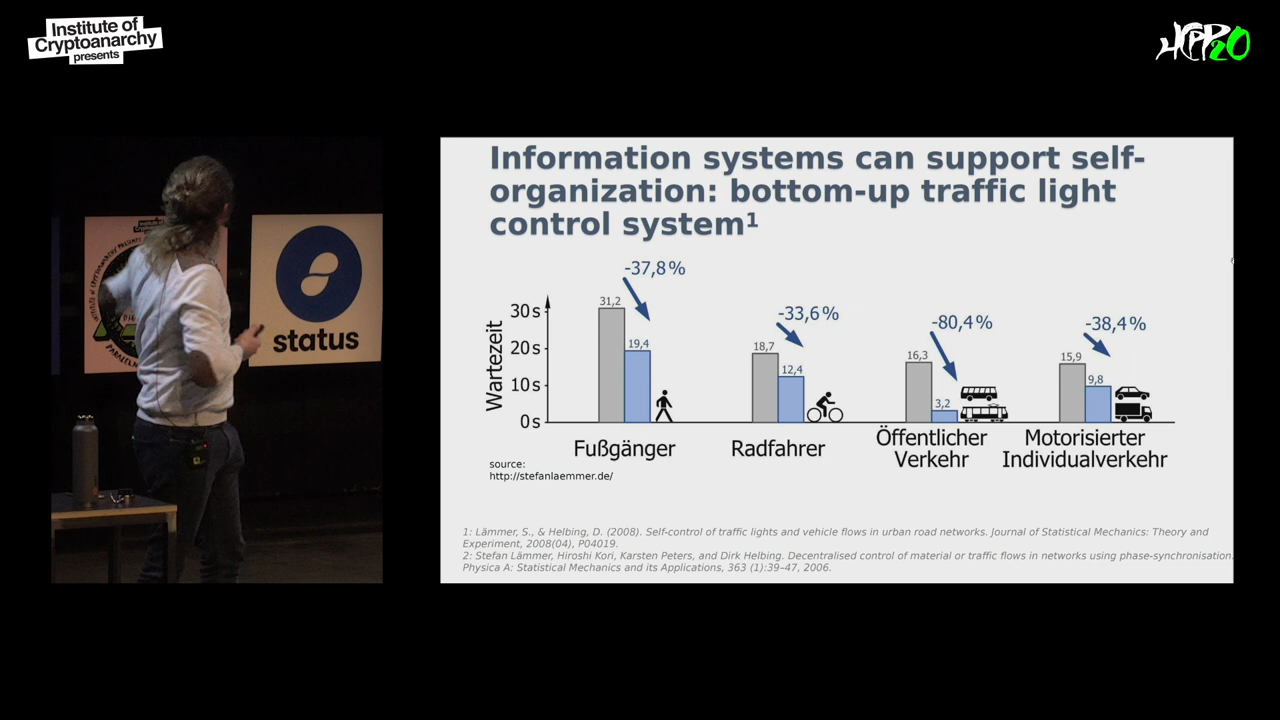 Institute of
Cryptoanarchy
presents
HCPP20
status
Information systems can support self-
organization: bottom-up traffic light
control system¹
Wartezeit
30 s
20 s
10 s
0 s
-37,8 %
31,2
19,4
-33,6 %
18,7
12,4
-80,4 %
16,3
3,2
-38,4 %
15,9
9,8
Fußgänger
Radfahrer
Öffentlicher
Verkehr
Motorisierter
Individualverkehr
source:
http://stefanlaemmer.de/
1: Lämmer, S., & Helbing, D. (2008). Self-control of traffic lights and vehicle flows in urban road networks. Journal of Statistical Mechanics: Theory and
Experiment, 2008(04), P04019.
2: Stefan Lämmer, Hiroshi Kori, Karsten Peters, and Dirk Helbing. Decentralised control of material or traffic flows in networks using phase-synchronisation.
Physica A: Statistical Mechanics and its Applications, 363 (1):39–47, 2006.